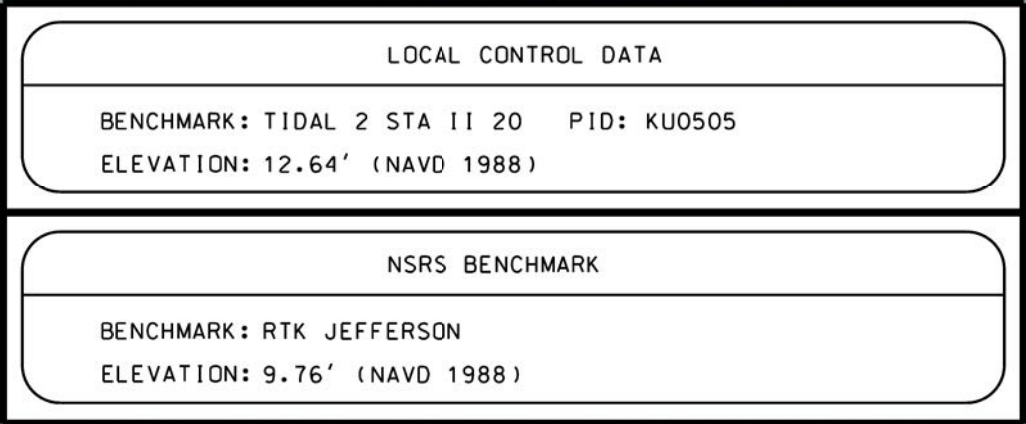 LOCAL CONTROL DATA
BENCHMARK: TIDAL 2 STA II 20 PID: KU0505
ELEVATION: 12.64' (NAVD 1988)
NSRS BENCHMARK
BENCHMARK: RTK JEFFERSON
ELEVATION: 9.76' (NAVD 1988)